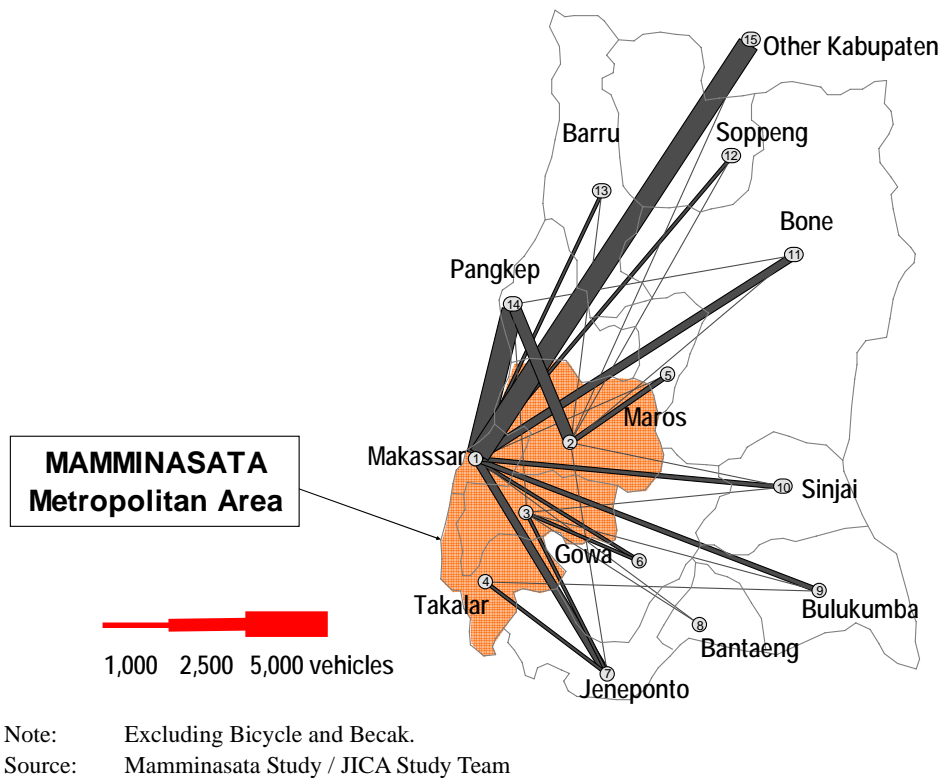 15 Other Kabupaten
Barru
Soppeng
12
13
Bone
11
Pangkep
14
5
Maros
2
Makassar 1
MAMMINASATA
Metropolitan Area
10 Sinjai
3
Gowa
6
4
Takalar
9
Bulukumba
8
Bantaeng
1,000 2,500 5,000 vehicles
7
Jeneponto
Note: Excluding Bicycle and Becak.
Source: Mamminasata Study / JICA Study Team